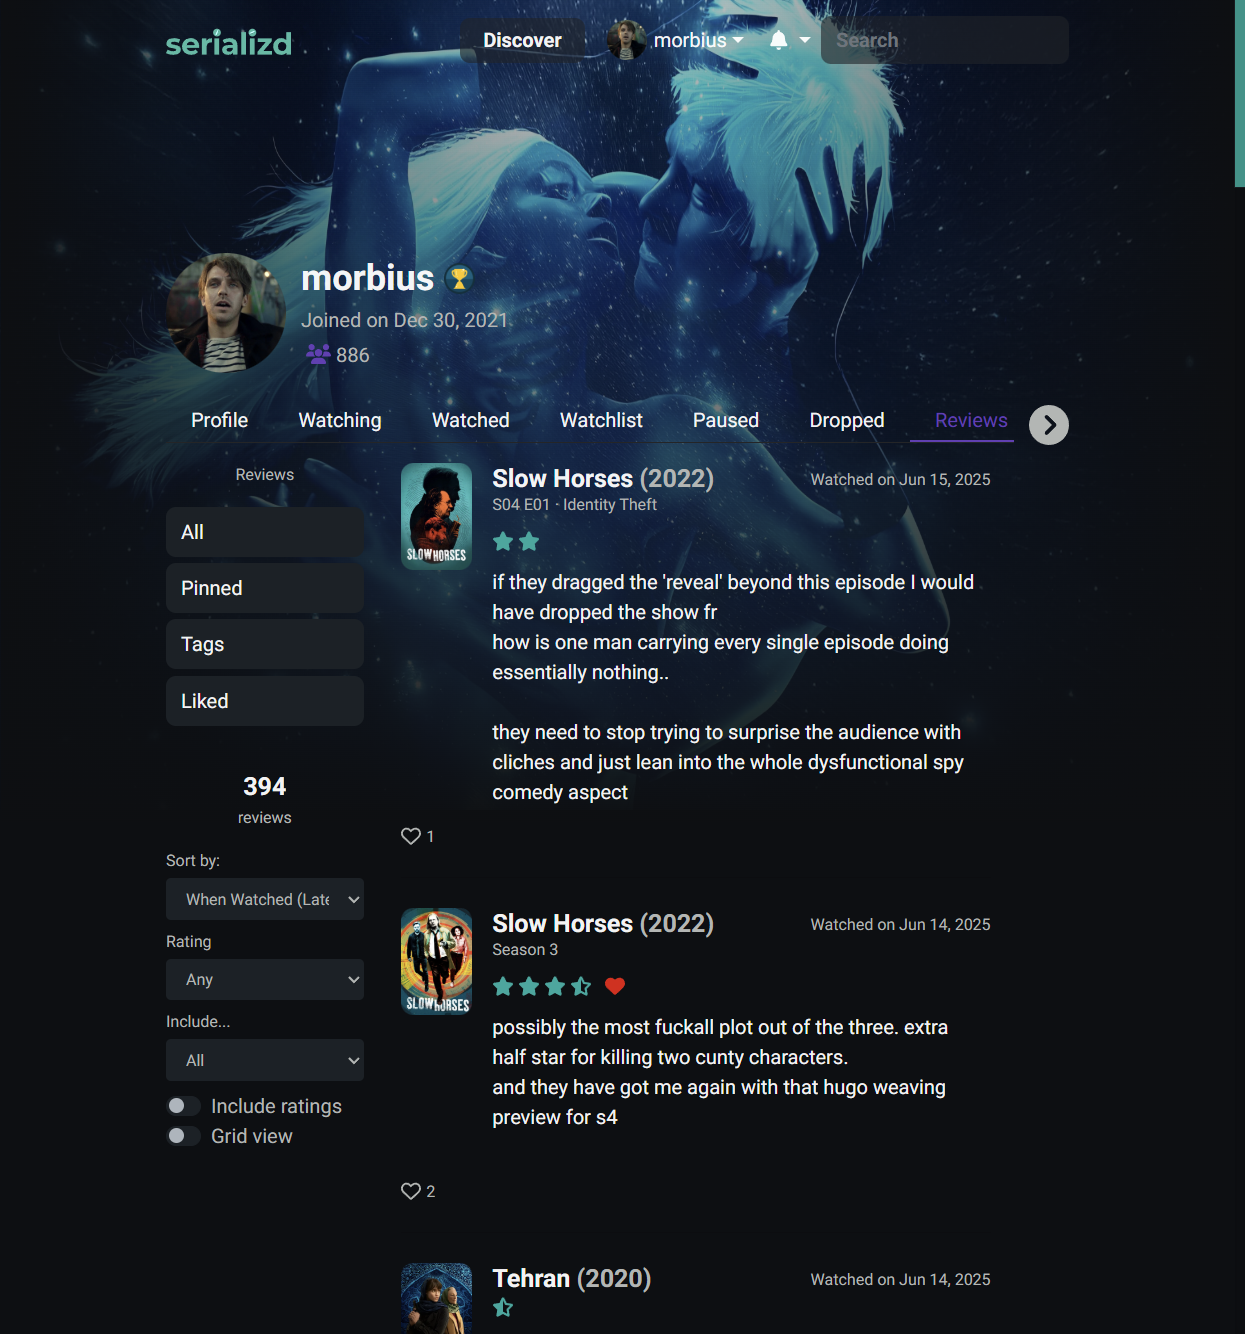 serializd
Discover
morbius
Search
morbius
Joined on Dec 30, 2021
886
Profile
Watching
Watched
Watchlist
Paused
Dropped
Reviews
Reviews
All
Pinned
Tags
Liked
394
reviews
Sort by:
When Watched (Late
Rating
Any
Include...
All
Include ratings
Grid view
SLOW HORSES
Slow Horses (2022)
Watched on Jun 15, 2025
S04 E01 · Identity Theft
if they dragged the 'reveal' beyond this episode I would
have dropped the show fr
how is one man carrying every single episode doing
essentially nothing..
they need to stop trying to surprise the audience with
cliches and just lean into the whole dysfunctional spy
comedy aspect
1
SLOW HORSES
Slow Horses (2022)
Watched on Jun 14, 2025
Season 3
possibly the most fuckall plot out of the three. extra
half star for killing two cunty characters.
and they have got me again with that hugo weaving
preview for s4
2
Tehran (2020)
Watched on Jun 14, 2025